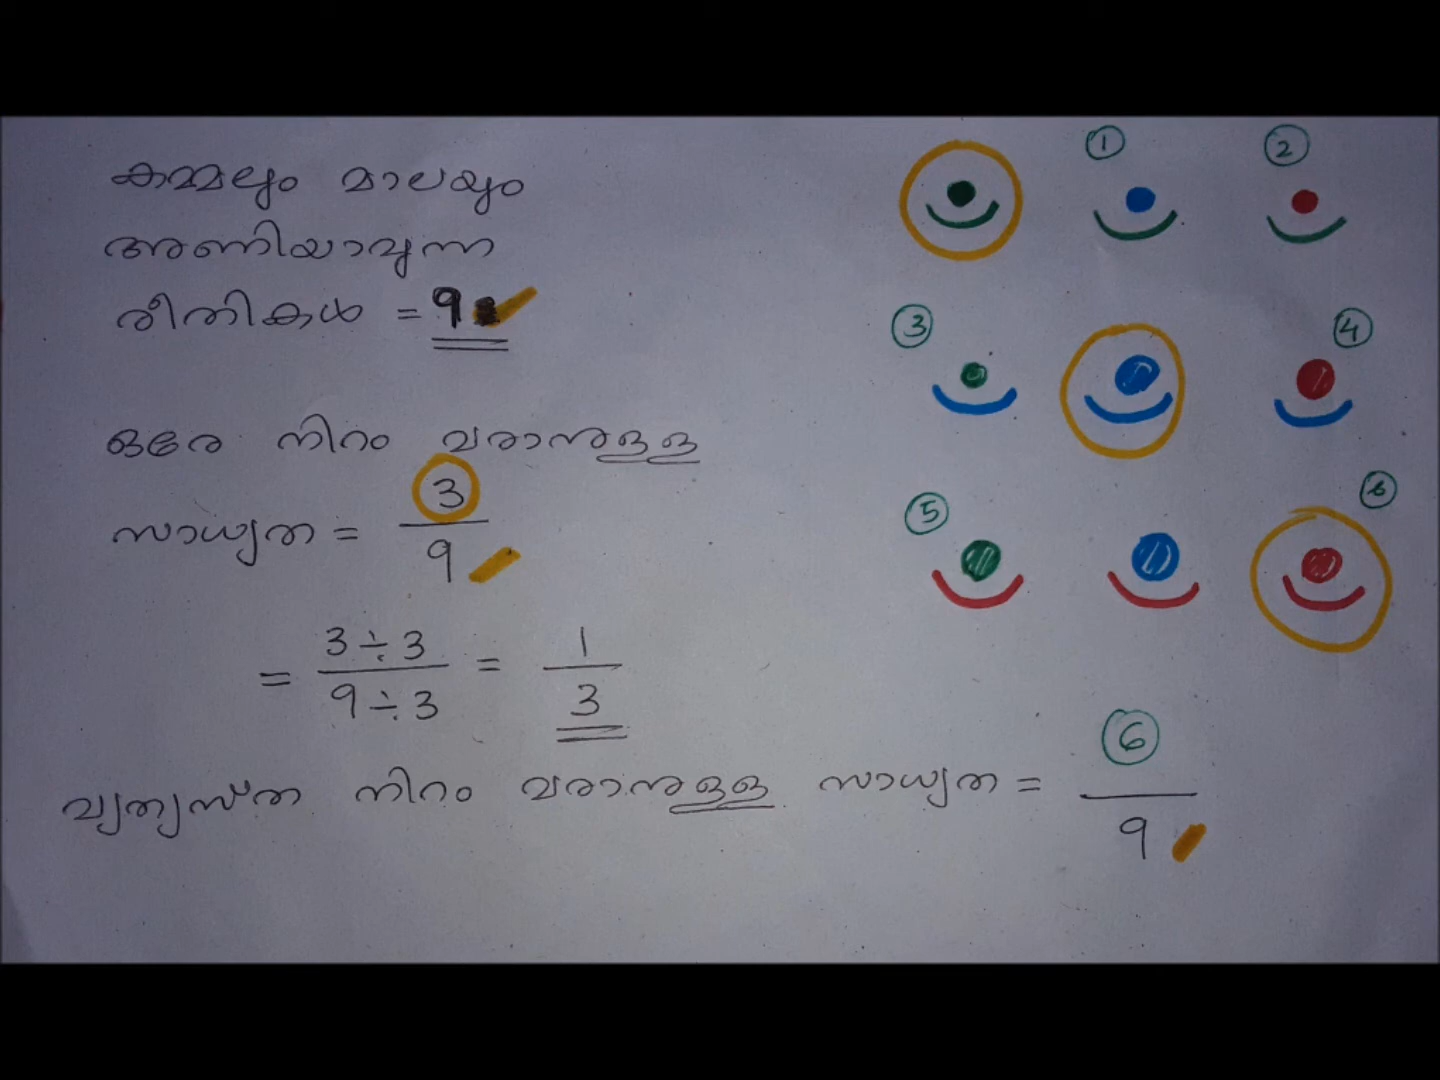 കമ്മലും മാലയും
അണിയാവുന്ന
രീതികൾ = 9
ഒരേ നിറം വരാനുള്ള
സാധ്യത = 3/9
= 3÷3/9÷3 = 1/3
വ്യത്യസ്ത നിറം വരാനുള്ള സാധ്യത = 6/9
1 2
3 4
5 6